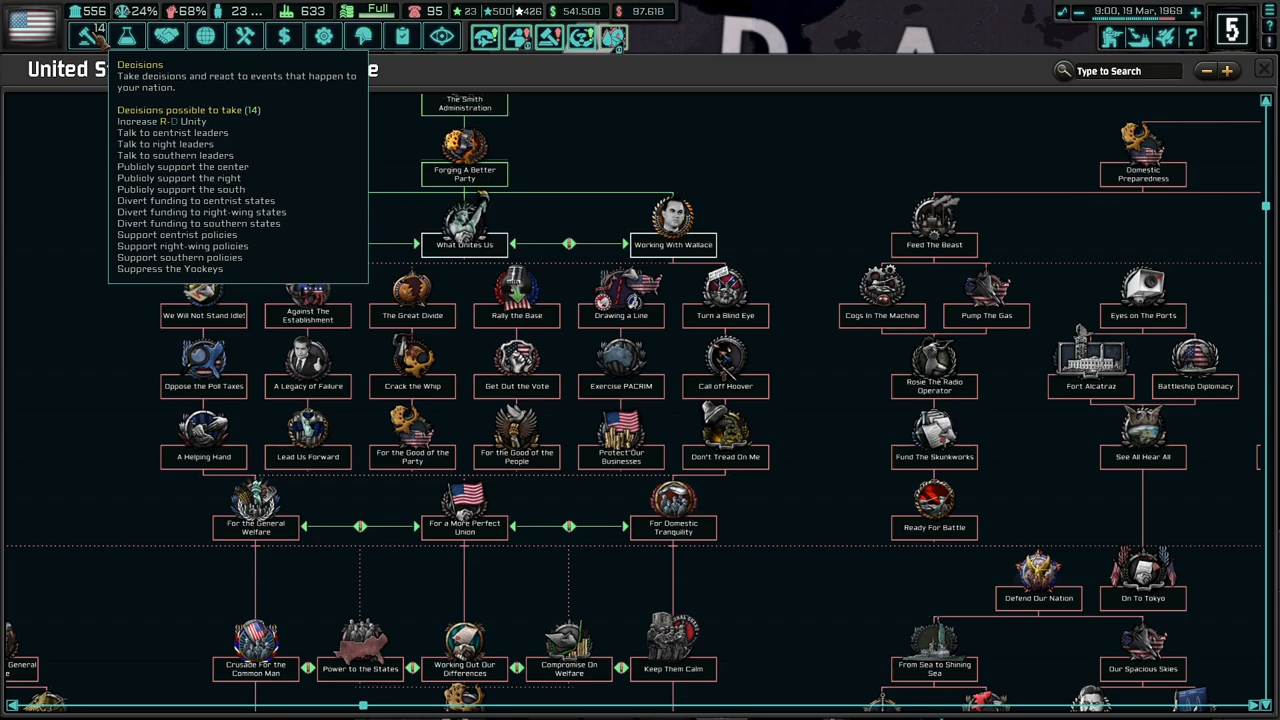 556 24% 68% 23 ... 633 Full 95 23 500 426 $ 541.50B $ 97.61B
9:00, 19 Mar, 1969
5
14
United S
e
Type to Search
Decisions
Take decisions and react to events that happen to
your nation.
Decisions possible to take (14)
Increase R-D Unity
Talk to centrist leaders
Talk to right leaders
Talk to southern leaders
Publicly support the center
Publicly support the right
Publicly support the south
Divert funding to centrist states
Divert funding to right-wing states
Divert funding to southern states
Support centrist policies
Support right-wing policies
Support southern policies
Suppress the Yockeys
The Smith
Administration
Forging A Better
Party
Domestic
Preparedness
What Unites Us
Working With Wallace
Feed The Beast
We Will Not Stand Idle!
Against The
Establishment
The Great Divide
Rally the Base
Drawing a Line
Turn a Blind Eye
Cogs In The Machine
Pump The Gas
Eyes on the Ports
Oppose the Poll Taxes
A Legacy of Failure
Crack the Whip
Get Out the Vote
Exercise PACRIM
Call off Hoover
Rosie The Radio
Operator
Fort Alcatraz
Battleship Diplomacy
A Helping Hand
Lead Us Forward
For the Good of the
Party
For the Good of the
People
Protect Our
Businesses
Don't Tread On Me
Fund The Skunkworks
See All Hear All
For the General
Welfare
For a More Perfect
Union
For Domestic
Tranquility
Ready For Battle
Defend Our Nation
On To Tokyo
General
e
Crusade For the
Common Man
Power to the States
Working Out Our
Differences
Compromise On
Welfare
Keep Them Calm
From Sea to Shining
Sea
Our Spacious Skies